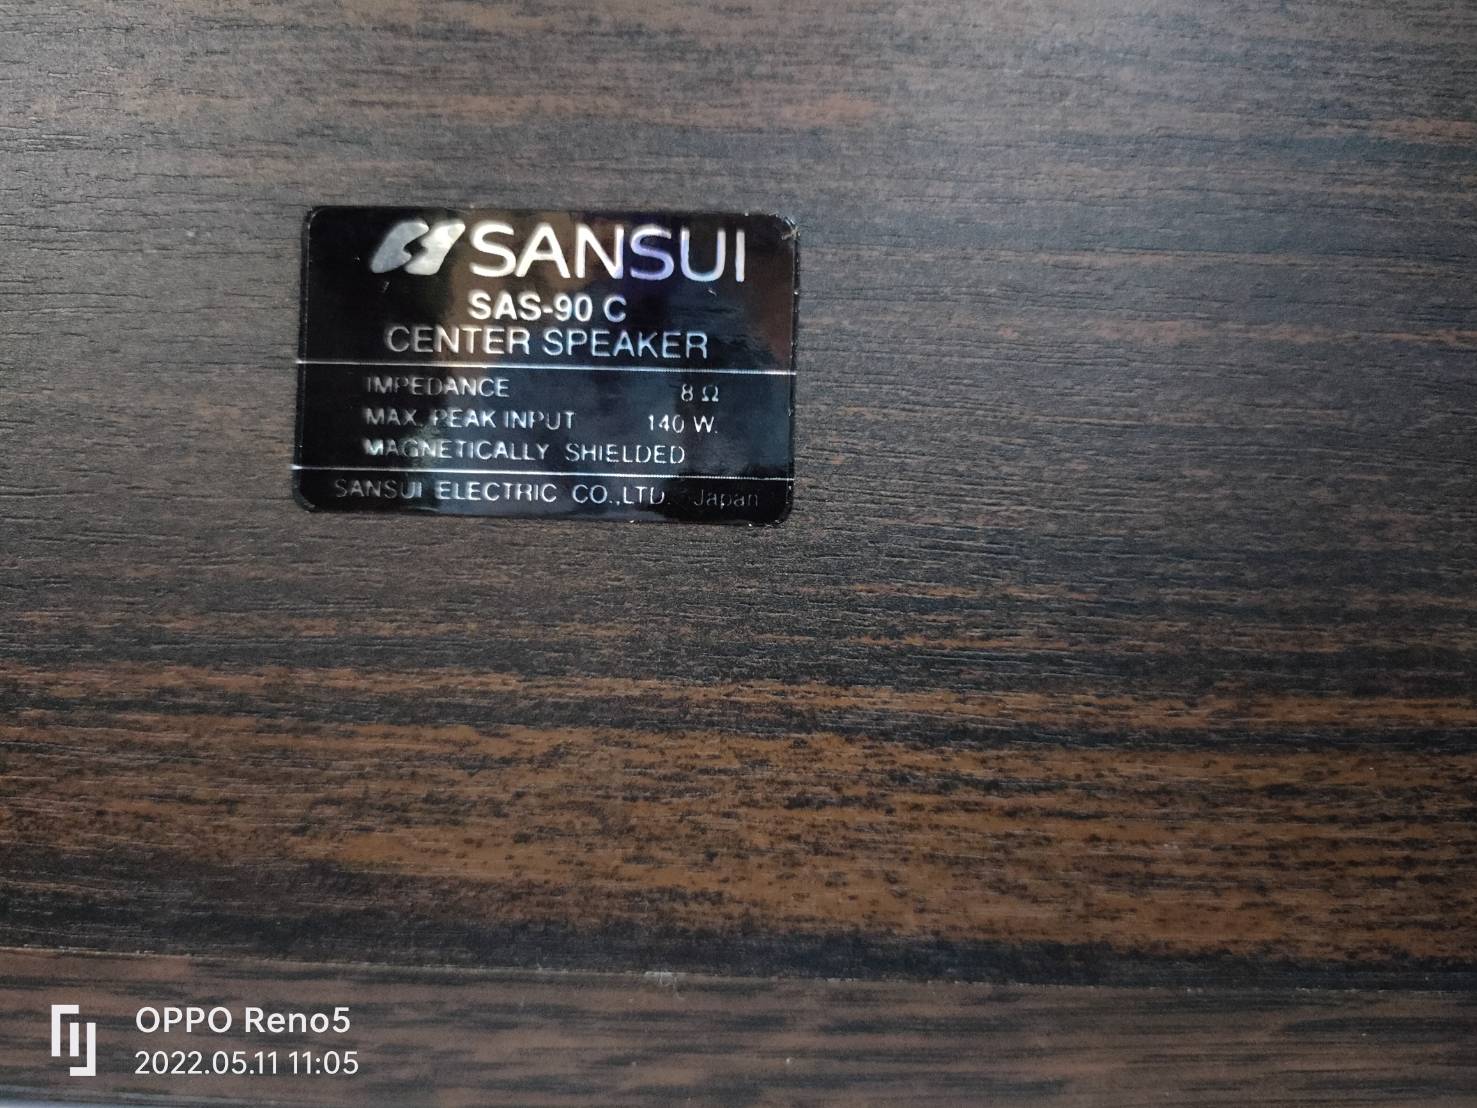 SANSUI
SAS-90 C
CENTER SPEAKER
IMPEDANCE 8 Ω
MAX. PEAK INPUT 140 W.
MAGNETICALLY SHIELDED
SANSUI ELECTRIC CO.,LTD. Japan
OPPO Reno5
2022.05.11 11:05